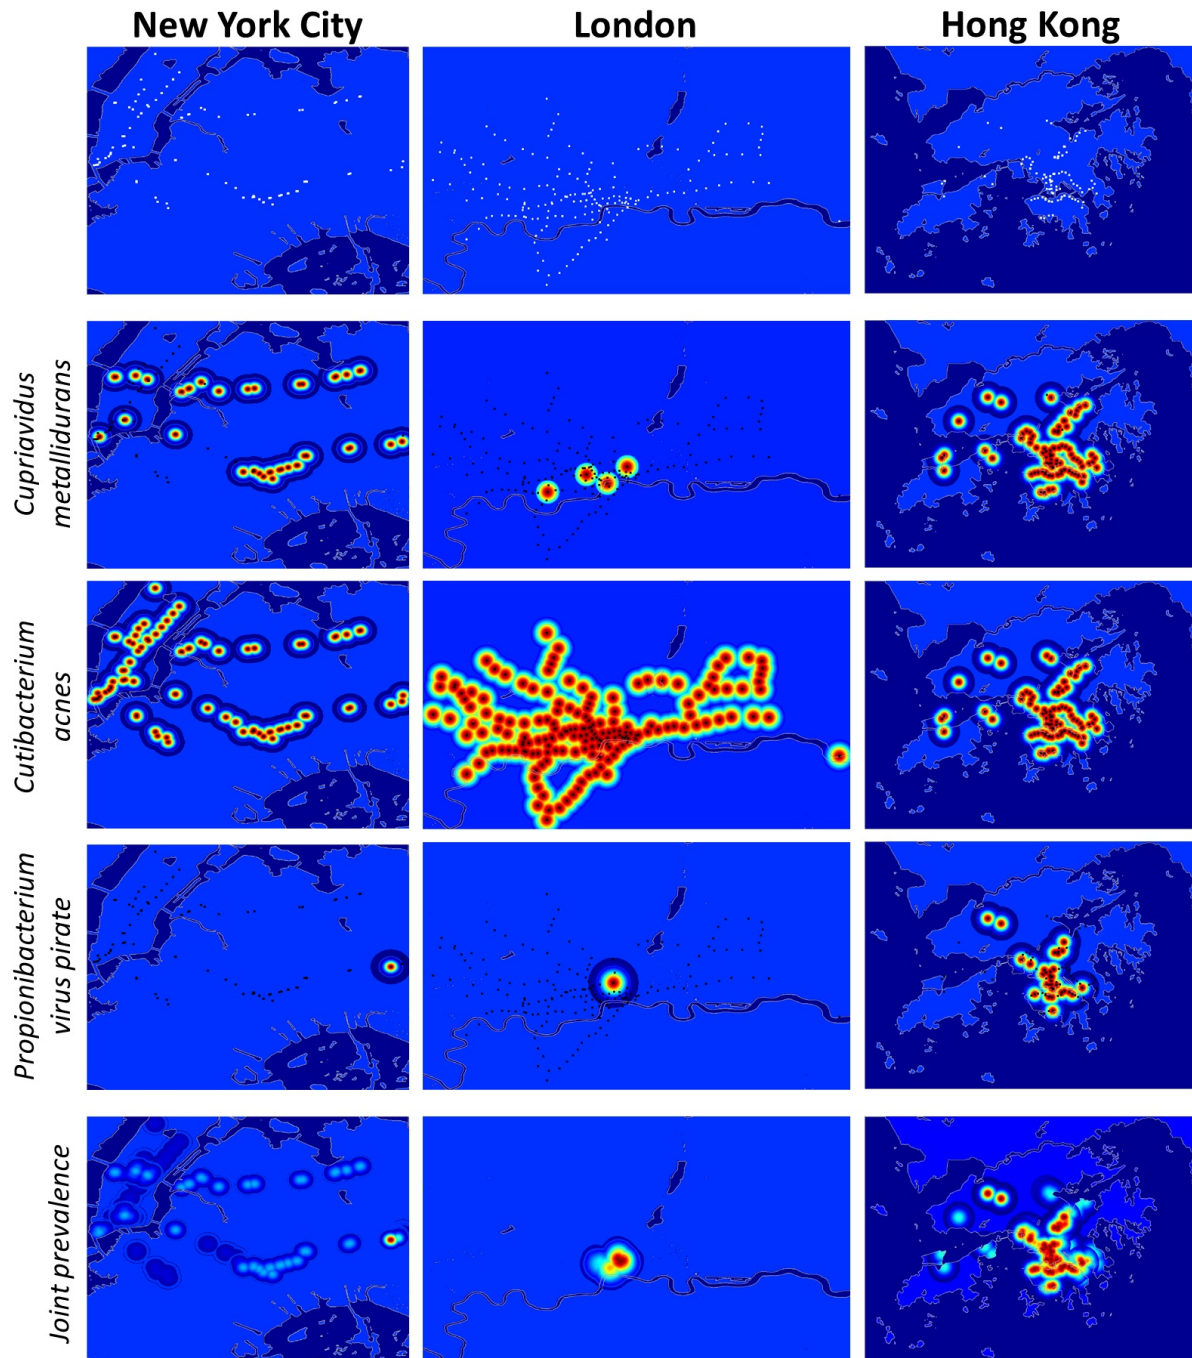 New York City
London
Hong Kong
Cupriavidus
metallidurans
Cutibacterium
acnes
Propionibacterium
virus pirate
Joint prevalence